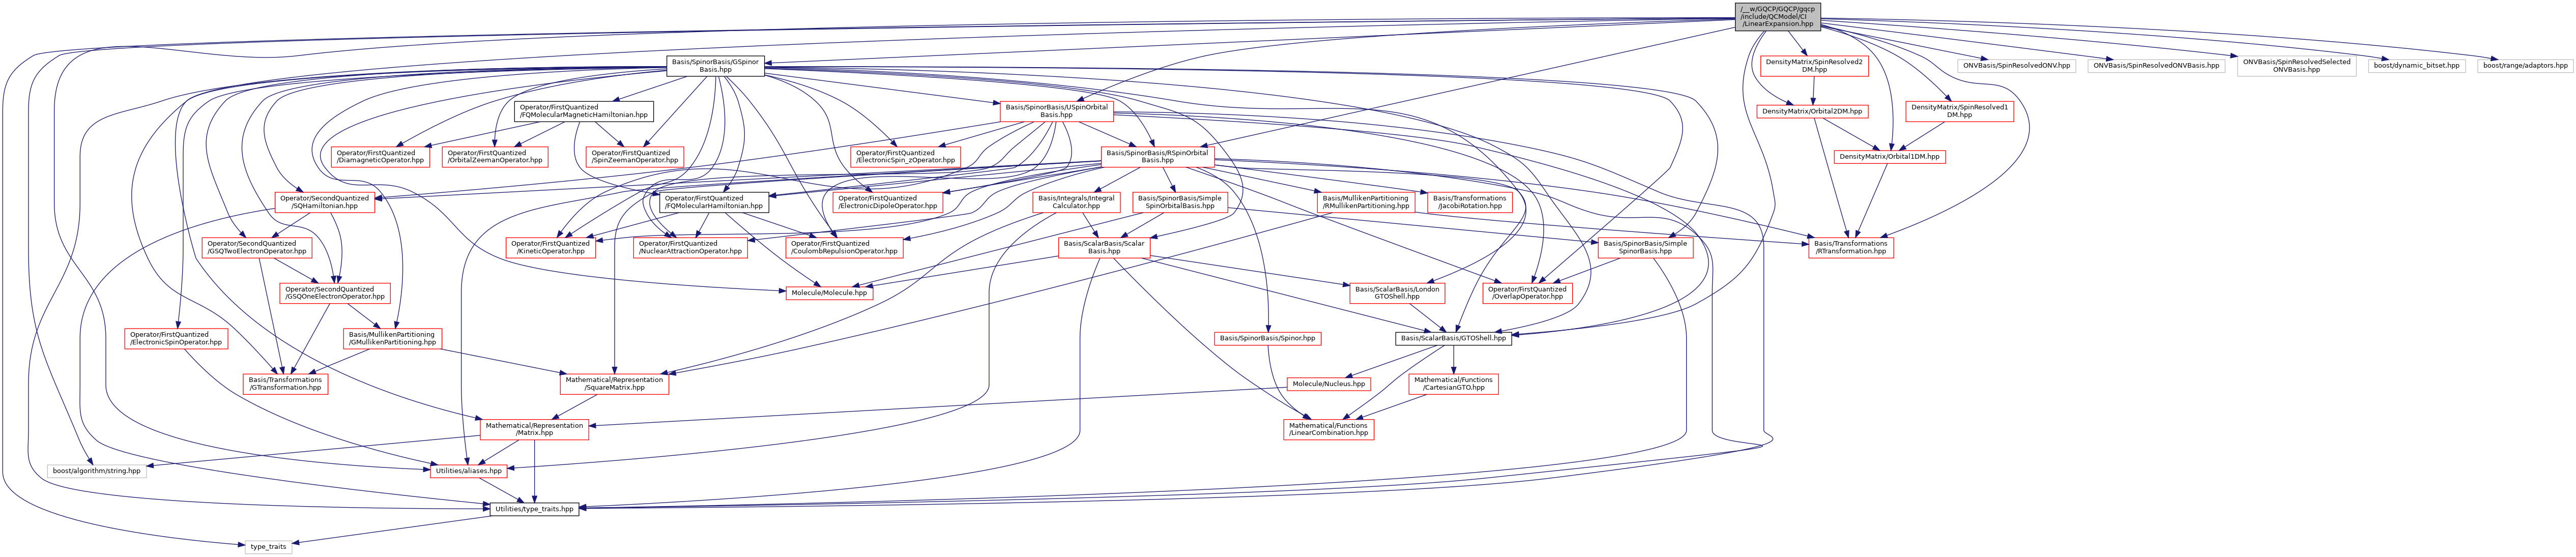 /__w/GQCP/GQCP/gqcp
/include/QCModel/CI
/LinearExpansion.hpp
Basis/SpinorBasis/GSpinor
Basis.hpp
DensityMatrix/SpinResolved2
DM.hpp
ONVBasis/SpinResolvedONV.hpp
ONVBasis/SpinResolvedONVBasis.hpp
ONVBasis/SpinResolvedSelected
ONVBasis.hpp
boost/dynamic_bitset.hpp
boost/range/adaptors.hpp
Operator/FirstQuantized
/FQMolecularMagneticHamiltonian.hpp
Basis/SpinorBasis/USpinOrbital
Basis.hpp
DensityMatrix/Orbital2DM.hpp
DensityMatrix/SpinResolved1
DM.hpp
Operator/FirstQuantized
/DiamagneticOperator.hpp
Operator/FirstQuantized
/OrbitalZeemanOperator.hpp
Operator/FirstQuantized
/SpinZeemanOperator.hpp
Operator/FirstQuantized
/ElectronicSpin_zOperator.hpp
Basis/SpinorBasis/RSpinOrbital
Basis.hpp
DensityMatrix/Orbital1DM.hpp
Operator/SecondQuantized
/SQHamiltonian.hpp
Operator/FirstQuantized
/FQMolecularHamiltonian.hpp
Operator/FirstQuantized
/ElectronicDipoleOperator.hpp
Basis/Integrals/Integral
Calculator.hpp
Basis/SpinorBasis/Simple
SpinOrbitalBasis.hpp
Basis/MullikenPartitioning
/RMullikenPartitioning.hpp
Basis/Transformations
/JacobiRotation.hpp
Operator/SecondQuantized
/GSQTwoElectronOperator.hpp
Operator/FirstQuantized
/KineticOperator.hpp
Operator/FirstQuantized
/NuclearAttractionOperator.hpp
Operator/FirstQuantized
/CoulombRepulsionOperator.hpp
Basis/ScalarBasis/Scalar
Basis.hpp
Basis/SpinorBasis/Simple
SpinorBasis.hpp
Basis/Transformations
/RTransformation.hpp
Operator/SecondQuantized
/GSQOneElectronOperator.hpp
Molecule/Molecule.hpp
Basis/ScalarBasis/London
GTOShell.hpp
Operator/FirstQuantized
/OverlapOperator.hpp
Operator/FirstQuantized
/ElectronicSpinOperator.hpp
Basis/MullikenPartitioning
/GMullikenPartitioning.hpp
Basis/SpinorBasis/Spinor.hpp
Basis/ScalarBasis/GTOShell.hpp
Basis/Transformations
/GTransformation.hpp
Mathematical/Representation
/SquareMatrix.hpp
Molecule/Nucleus.hpp
Mathematical/Functions
/CartesianGTO.hpp
Mathematical/Representation
/Matrix.hpp
Mathematical/Functions
/LinearCombination.hpp
boost/algorithm/string.hpp
Utilities/aliases.hpp
Utilities/type_traits.hpp
type_traits